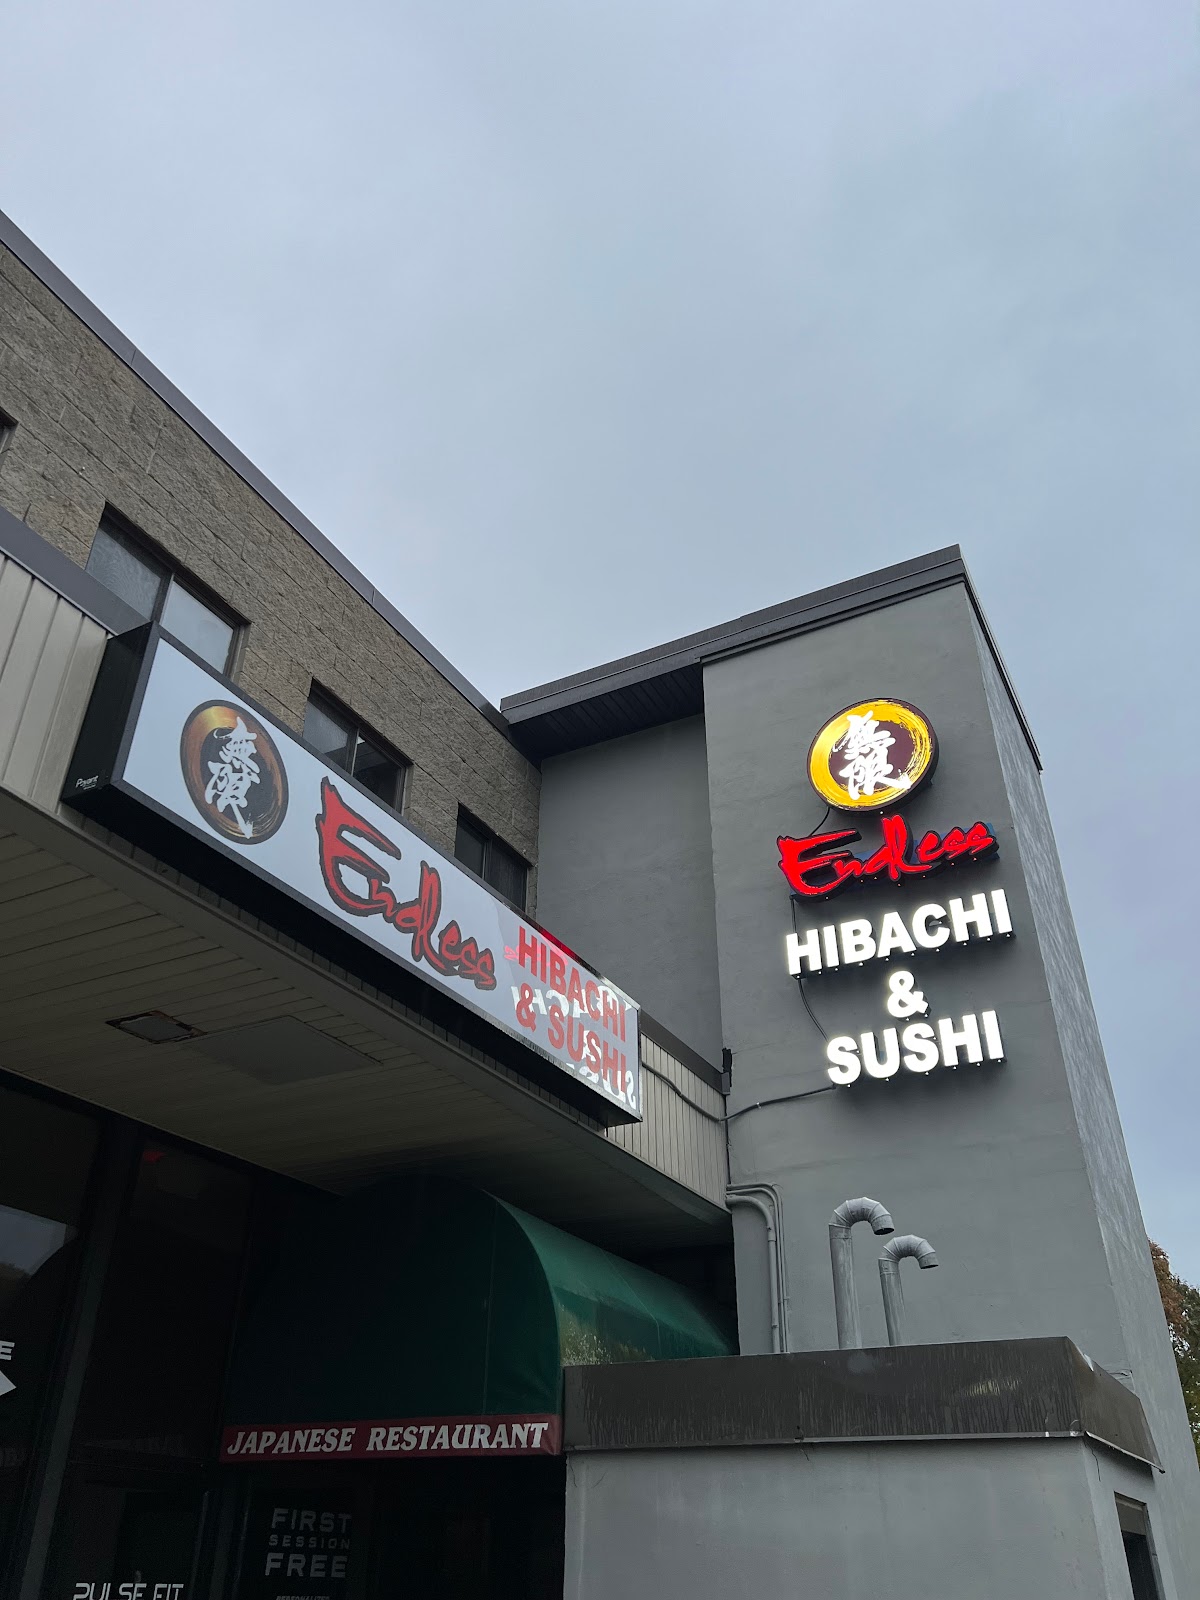 無限
Endless
HIBACHI
& SUSHI
無限
Endless
HIBACHI
&
SUSHI
JAPANESE RESTAURANT
FIRST
SESSION
FREE
PULSE FIT